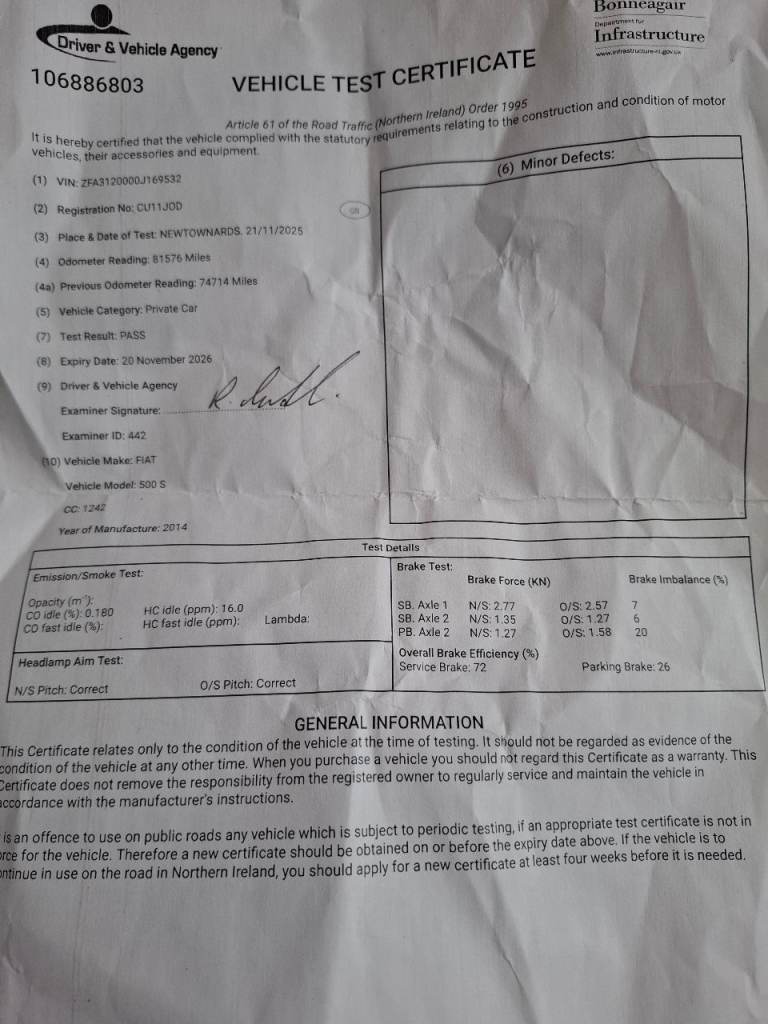 Bonneagair
Department for
Infrastructure
www.infrastructure-ni.gov.uk
Driver & Vehicle Agency
106886803
VEHICLE TEST CERTIFICATE
Article 61 of the Road Traffic (Northern Ireland) Order 1995
It is hereby certified that the vehicle complied with the statutory requirements relating to the construction and condition of motor
vehicles, their accessories and equipment.
(1) VIN: ZFA3120000J169532
(2) Registration No: CU11JOD
GB
(3) Place & Date of Test: NEWTOWNARDS. 21/11/2025
(4) Odometer Reading: 81576 Miles
(4a) Previous Odometer Reading: 74714 Miles
(5) Vehicle Category: Private Car
(7) Test Result: PASS
(8) Expiry Date: 20 November 2026
(9) Driver & Vehicle Agency
Examiner Signature:
Examiner ID: 442
(10) Vehicle Make: FIAT
Vehicle Model: 500 S
CC: 1242
Year of Manufacture: 2014
(6) Minor Defects:
Test Details
Emission/Smoke Test:
Opacity (m⁻¹):
CO idle (%): 0.180 HC idle (ppm): 16.0
CO fast idle (%): HC fast idle (ppm): Lambda:
Headlamp Aim Test:
N/S Pitch: Correct O/S Pitch: Correct
Brake Test:
Brake Force (KN) Brake Imbalance (%)
SB. Axle 1 N/S: 2.77 O/S: 2.57 7
SB. Axle 2 N/S: 1.35 O/S: 1.27 6
PB. Axle 2 N/S: 1.27 O/S: 1.58 20
Overall Brake Efficiency (%)
Service Brake: 72 Parking Brake: 26
GENERAL INFORMATION
This Certificate relates only to the condition of the vehicle at the time of testing. It should not be regarded as evidence of the
condition of the vehicle at any other time. When you purchase a vehicle you should not regard this Certificate as a warranty. This
Certificate does not remove the responsibility from the registered owner to regularly service and maintain the vehicle in
accordance with the manufacturer's instructions.
is an offence to use on public roads any vehicle which is subject to periodic testing, if an appropriate test certificate is not in
rce for the vehicle. Therefore a new certificate should be obtained on or before the expiry date above. If the vehicle is to
ontinue in use on the road in Northern Ireland, you should apply for a new certificate at least four weeks before it is needed.